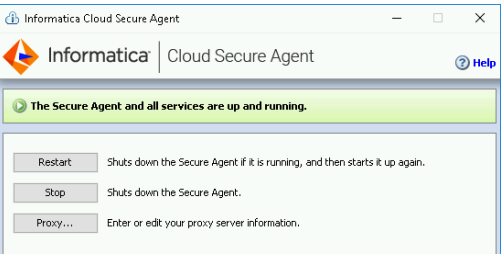 Informatica Cloud Secure Agent
Informatica Cloud Secure Agent
Help
The Secure Agent and all services are up and running.
Restart Shuts down the Secure Agent if it is running, and then starts it up again.
Stop Shuts down the Secure Agent.
Proxy... Enter or edit your proxy server information.